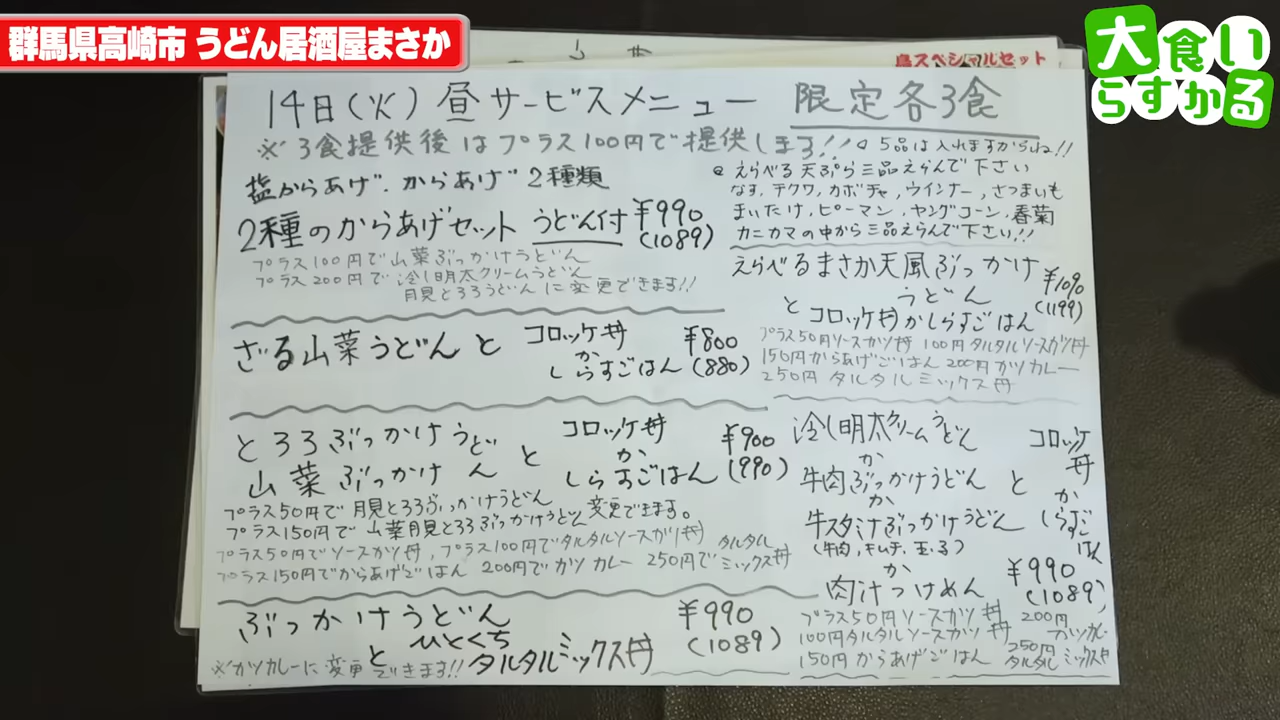 群馬県高崎市 うどん居酒屋まさか
大食い
らすかる
鳥スペシャルセット
14日(火) 昼サービスメニュー 限定各3食
※3食提供後はプラス100円で提供します!!
5品は入れますからね!!
塩からあげ、からあげ 2種類
2種のからあげセット うどん付 ¥990
(1089)
プラス100円で山菜ぶっかけうどん
プラス200円で冷し明太クリームうどん
月見とろろうどんに変更できます!!
ざる山菜うどんと コロッケ丼
か
しらすごはん
¥800
(880)
とろろぶっかけうど
山菜ぶっかけ ん
と
コロッケ丼
か
しらすごはん
¥900
(990)
プラス50円で月見とろろぶっかけうどん
プラス150円で山菜月見とろろぶっかけうどん変更できます。
プラス50円でソースカツ丼、プラス100円でタルタルソースカツ丼
プラス150円でからあげごはん 200円でカツカレー 250円でタルタルミックス丼
ぶっかけうどん
と ひとくち
タルタルミックス丼
¥990
(1089)
※カツカレーに変更できます!!
えらべる天ぷら三品えらんで下さい
なす、チクワ、カボチャ、ウインナー、さつまいも
まいたけ、ピーマン、ヤングコーン、春菊
カニカマの中から三品えらんで下さい!!
えらべるまさか天風ぶっかけ
うどん
とコロッケ丼かしらすごはん
¥1090
(1199)
プラス50円ソースカツ丼 100円タルタルソースカツ丼
150円からあげごはん 200円カツカレー
250円タルタルミックス丼
冷し明太クリームうどん
か
牛肉ぶっかけうどん
か
牛スタミナぶっかけうどん
(牛肉、キムチ、玉子)
か
肉汁つけめん
と
コロッケ
丼
か
しらすご
はん
¥990
(1089)
プラス50円ソースカツ丼 200円
カツカレー
100円タルタルソースカツ丼
150円からあげごはん
250円
タルタルミックス丼